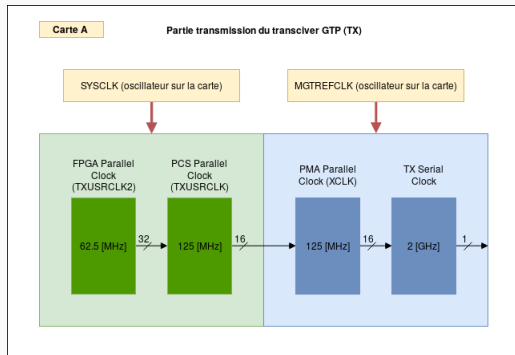 Carte A
Partie transmission du transciver GTP (TX)
SYSCLK (oscillateur sur la carte)
MGTREFCLK (oscillateur sur la carte)
FPGA Parallel
Clock
(TXUSRCLK2)
PCS Parallel
Clock
(TXUSRCLK)
PMA Parallel
Clock (XCLK)
TX Serial
Clock
62.5 [MHz]
32
125 [MHz]
16
125 [MHz]
16
2 [GHz]
1